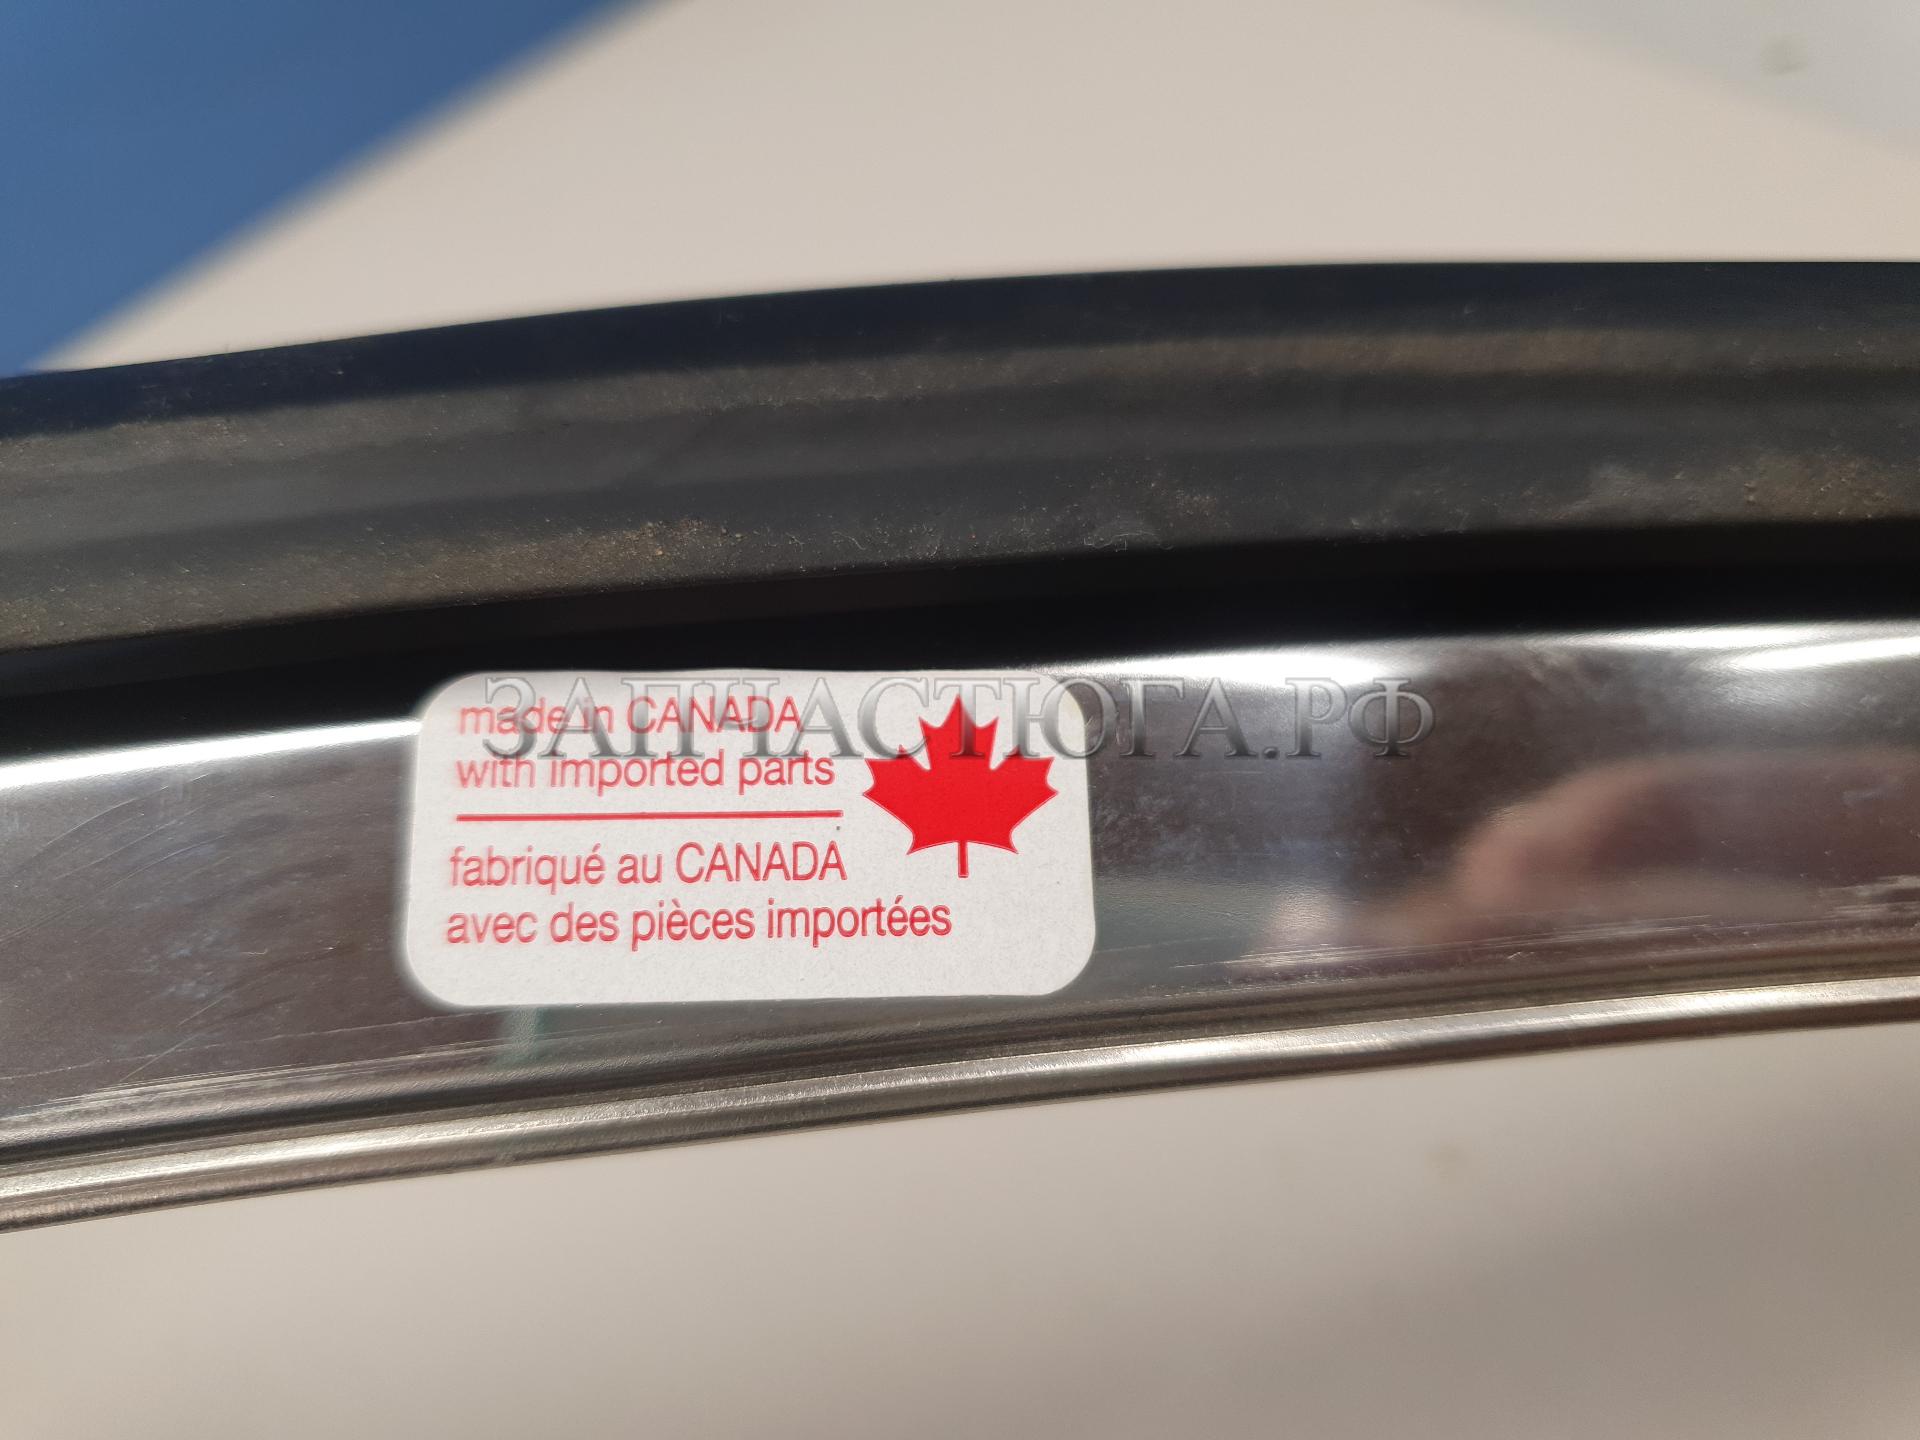 made in CANADA
with imported parts
fabriqué au CANADA
avec des pièces importées
ЗАПЧАСТЮГА.РФ